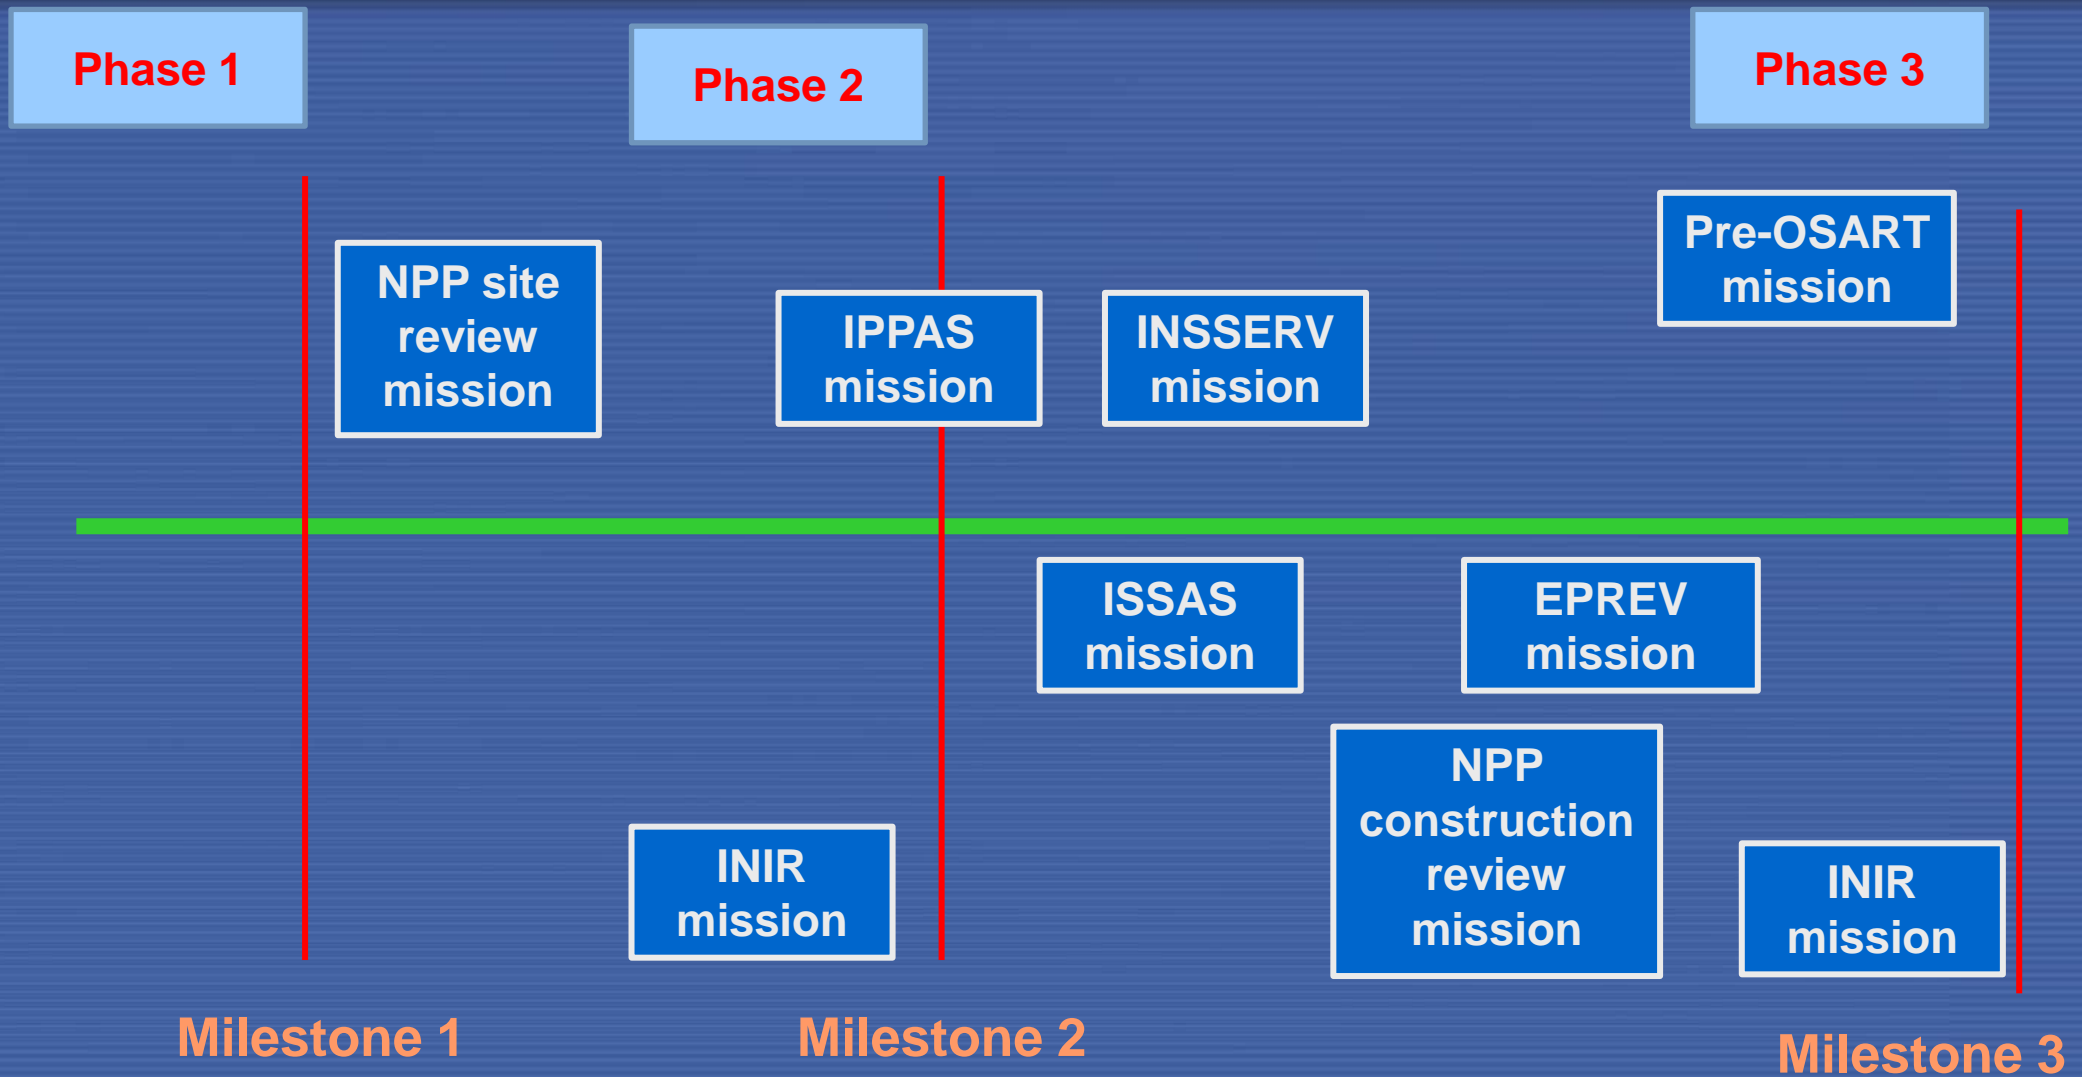 Phase 1
Phase 2
Phase 3
NPP site
review
mission
IPPAS
mission
INSSERV
mission
Pre-OSART
mission
ISSAS
mission
EPREV
mission
INIR
mission
NPP
construction
review
mission
INIR
mission
Milestone 1
Milestone 2
Milestone 3